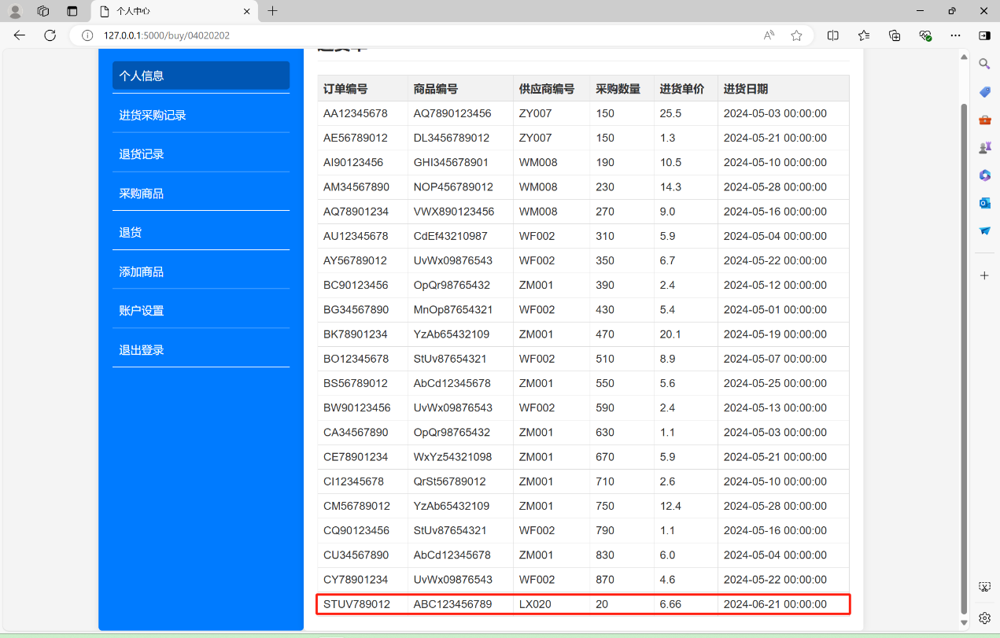 个人中心
127.0.0.1:5000/buy/04020202
个人信息
进货采购记录
退货记录
采购商品
退货
添加商品
账户设置
退出登录
订单编号 商品编号 供应商编号 采购数量 进货单价 进货日期
AA12345678 AQ7890123456 ZY007 150 25.5 2024-05-03 00:00:00
AE56789012 DL3456789012 ZY007 150 1.3 2024-05-21 00:00:00
AI90123456 GHI345678901 WM008 190 10.5 2024-05-10 00:00:00
AM34567890 NOP456789012 WM008 230 14.3 2024-05-28 00:00:00
AQ78901234 VWX890123456 WM008 270 9.0 2024-05-16 00:00:00
AU12345678 CdEf43210987 WF002 310 5.9 2024-05-04 00:00:00
AY56789012 UvWx09876543 WF002 350 6.7 2024-05-22 00:00:00
BC90123456 OpQr98765432 ZM001 390 2.4 2024-05-12 00:00:00
BG34567890 MnOp87654321 WF002 430 5.4 2024-05-01 00:00:00
BK78901234 YzAb65432109 ZM001 470 20.1 2024-05-19 00:00:00
BO12345678 StUv87654321 WF002 510 8.9 2024-05-07 00:00:00
BS56789012 AbCd12345678 ZM001 550 5.6 2024-05-25 00:00:00
BW90123456 UvWx09876543 WF002 590 2.4 2024-05-13 00:00:00
CA34567890 OpQr98765432 ZM001 630 1.1 2024-05-03 00:00:00
CE78901234 WxYz54321098 ZM001 670 5.9 2024-05-21 00:00:00
CI12345678 QrSt56789012 ZM001 710 2.6 2024-05-10 00:00:00
CM56789012 YzAb65432109 ZM001 750 12.4 2024-05-28 00:00:00
CQ90123456 StUv87654321 WF002 790 1.1 2024-05-16 00:00:00
CU34567890 AbCd12345678 ZM001 830 6.0 2024-05-04 00:00:00
CY78901234 UvWx09876543 WF002 870 4.6 2024-05-22 00:00:00
STUV789012 ABC123456789 LX020 20 6.66 2024-06-21 00:00:00